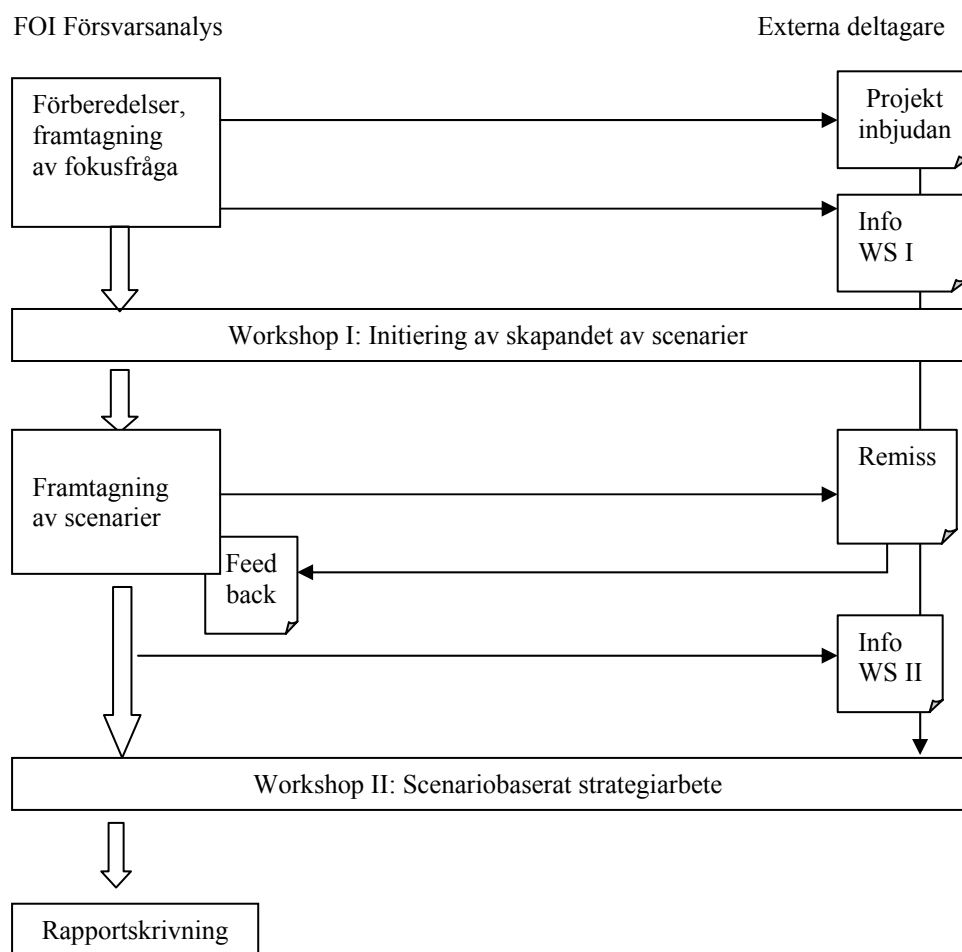 FOI Försvarsanalys
Externa deltagare
Förberedelser,
framtagning
av fokusfråga
Projekt
inbjudan
Info
WS I
Workshop I: Initiering av skapandet av scenarier
Framtagning
av scenarier
Remiss
Feed
back
Info
WS II
Workshop II: Scenariobaserat strategiarbete
Rapportskrivning